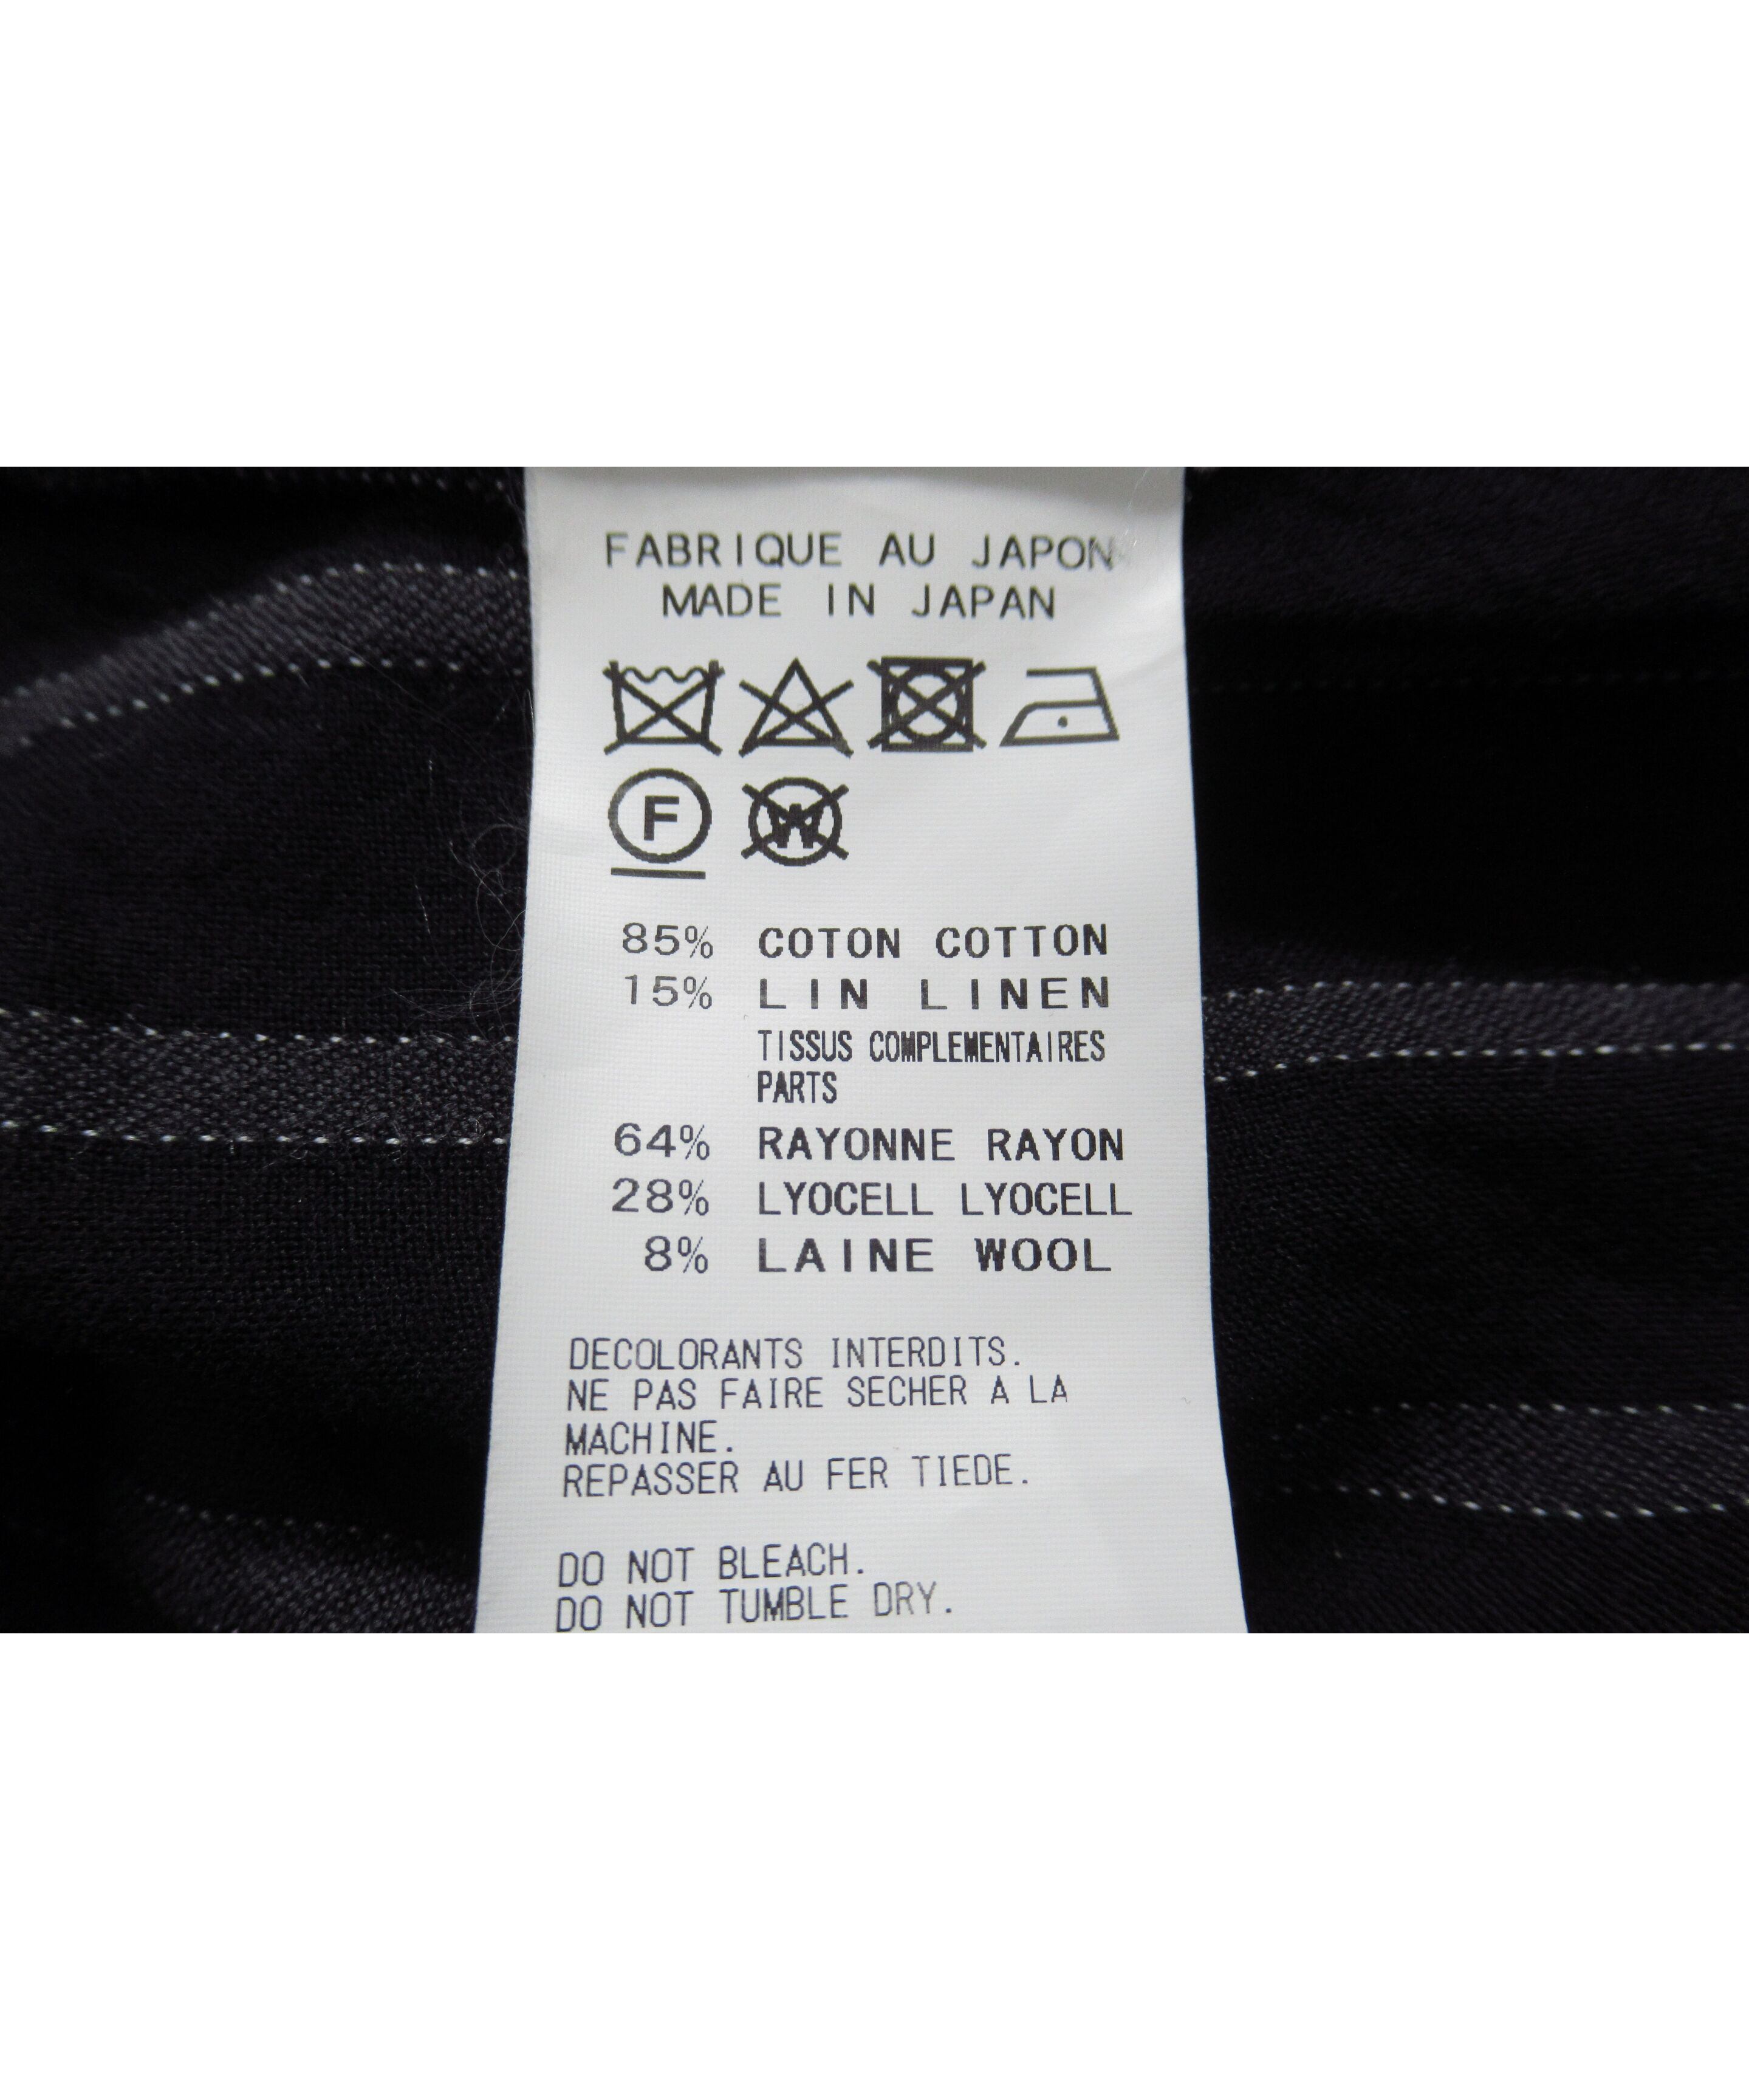 FABRIQUE AU JAPON
MADE IN JAPAN
F W
85% COTON COTTON
15% LIN LINEN
TISSUS COMPLEMENTAIRES
PARTS
64% RAYONNE RAYON
28% LYOCELL LYOCELL
8% LAINE WOOL
DECOLORANTS INTERDITS.
NE PAS FAIRE SECHER A LA
MACHINE.
REPASSER AU FER TIEDE.
DO NOT BLEACH.
DO NOT TUMBLE DRY.